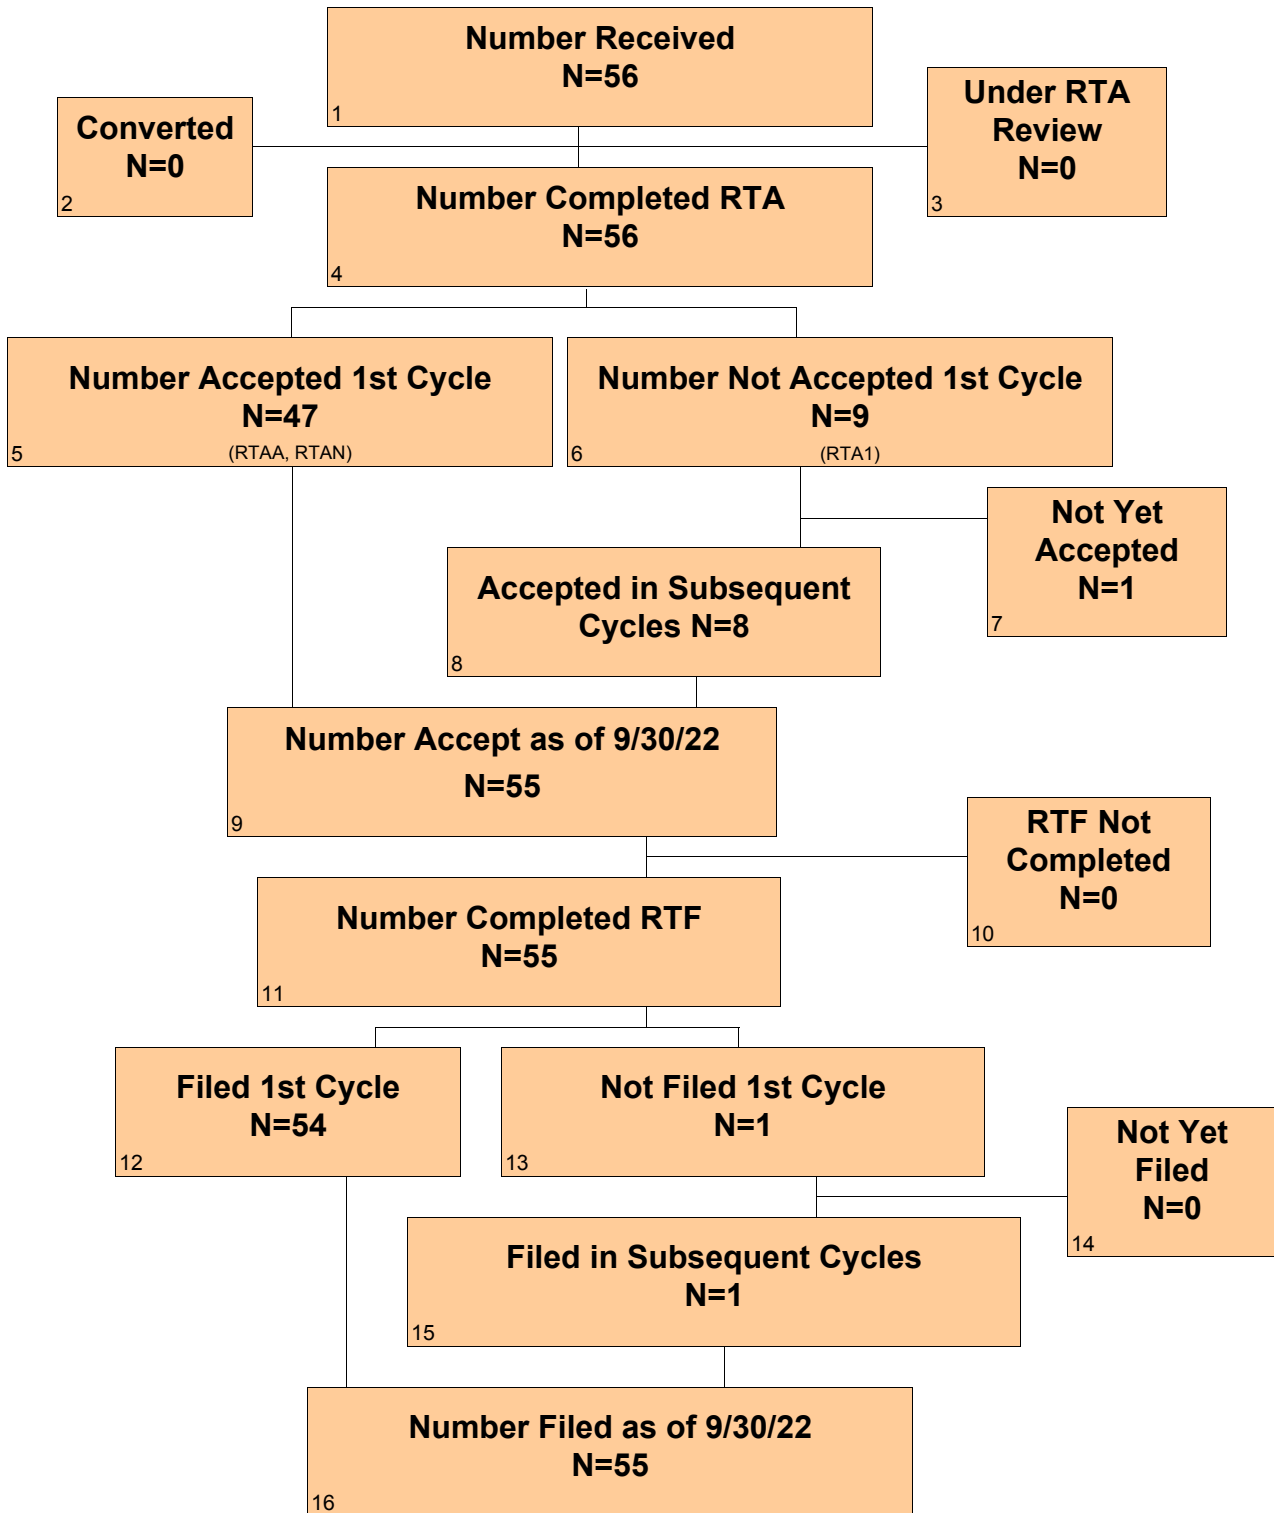 Number Received
N=56
1
Converted
N=0
2
Under RTA
Review
N=0
3
Number Completed RTA
N=56
4
Number Accepted 1st Cycle
N=47
(RTAA, RTAN)
5
Number Not Accepted 1st Cycle
N=9
(RTA1)
6
Not Yet
Accepted
N=1
7
Accepted in Subsequent
Cycles N=8
8
Number Accept as of 9/30/22
N=55
9
RTF Not
Completed
N=0
10
Number Completed RTF
N=55
11
Filed 1st Cycle
N=54
12
Not Filed 1st Cycle
N=1
13
Not Yet
Filed
N=0
14
Filed in Subsequent Cycles
N=1
15
Number Filed as of 9/30/22
N=55
16